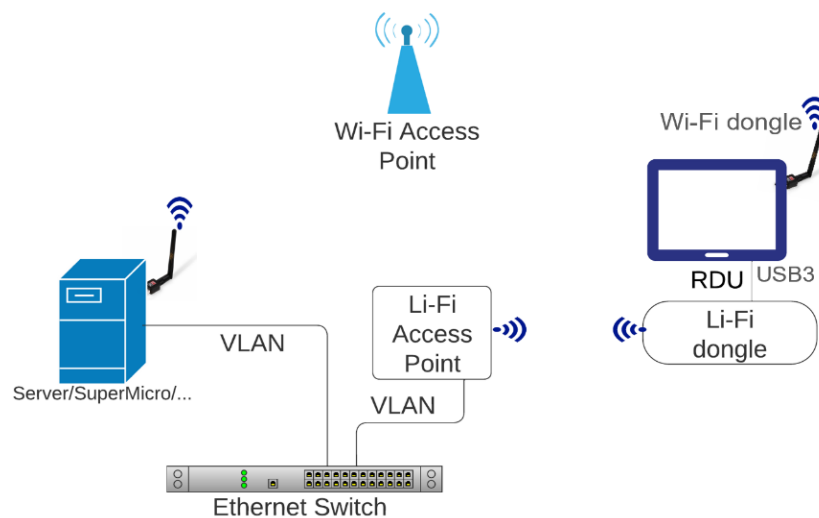 Wi-Fi Access
Point
Wi-Fi dongle
RDU
USB3
Li-Fi
dongle
Li-Fi
Access
Point
VLAN
VLAN
Server/SuperMicro/...
Ethernet Switch